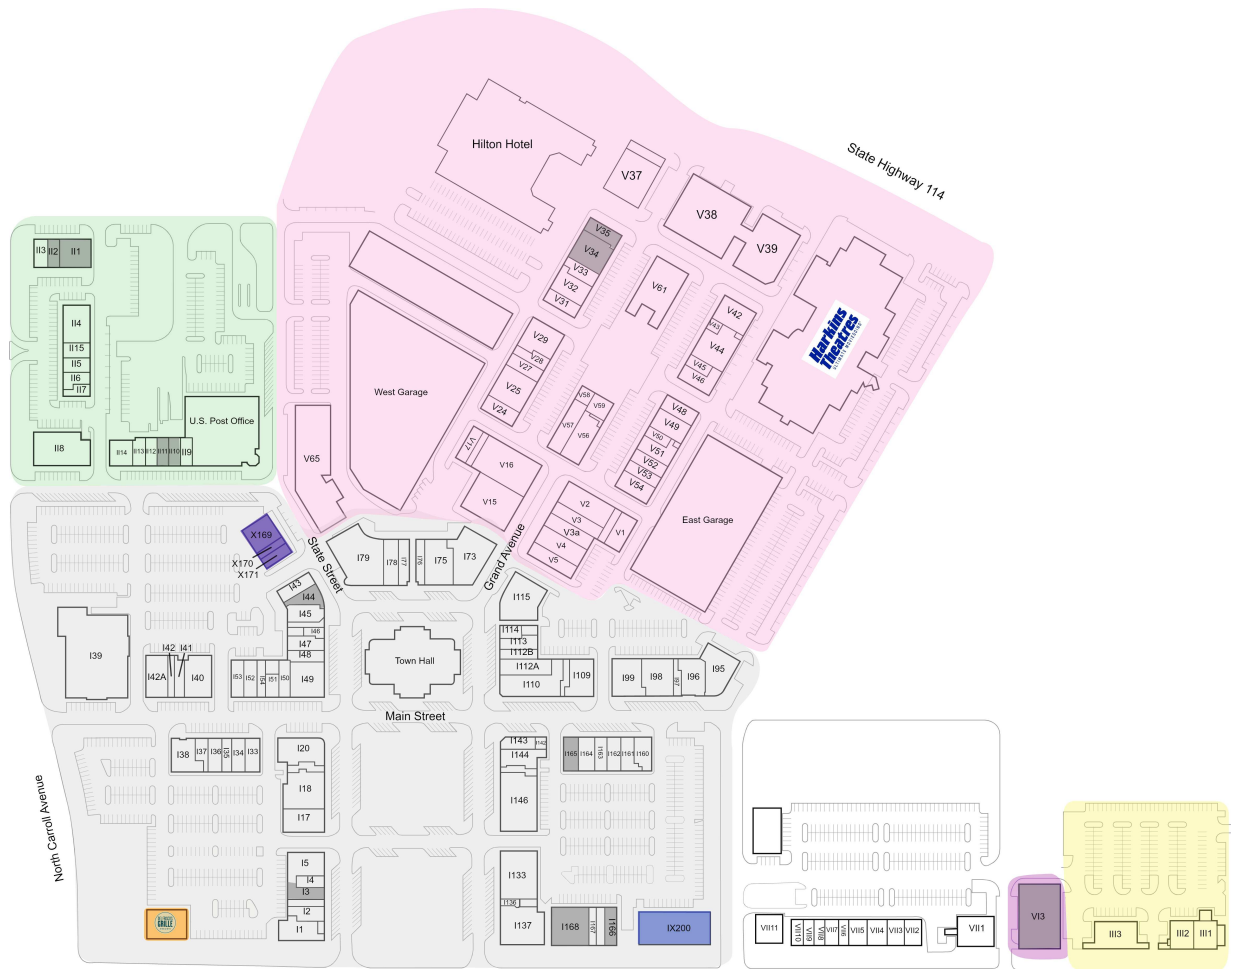 Hilton Hotel
State Highway 114
V37
V38
V39
V35
V34
V33
V32
V31
V61
V42
V43
V44
V45
V46
Harkins
Theatres
ULTIMATE MOVIEGOING
II3
II2
II1
II4
II15
II5
II6
II7
II8
U.S. Post Office
II14
II13
II12
II11
II10
II9
West Garage
V29
V28
V27
V25
V24
V58
V59
V57
V56
V48
V49
V50
V51
V52
V53
V54
V65
V17
V16
V15
V2
V3
V3a
V4
V5
V1
East Garage
X169
X170
X171
State Street
Grand Avenue
I79
I78
I77
I76
I75
I73
I43
I44
I45
I46
I47
I48
I49
I115
I114
I113
I112B
I112A
I110
I109
Town Hall
I39
I42
I41
I42A
I40
I53
I52
I54
I51
I50
I99
I98
I97
I96
I95
Main Street
I38
I37
I36
I35
I34
I33
I20
I18
I17
I143
I142
I144
I146
I165
I164
I163
I162
I161
I160
North Carroll Avenue
I5
I4
I3
I2
I1
GRILLE
I133
I136
I137
I168
I167
I166
IX200
VII11
VII10
VII9
VII8
VII7
VII6
VII5
VII4
VII3
VII2
VII1
VI3
III3
III2
III1